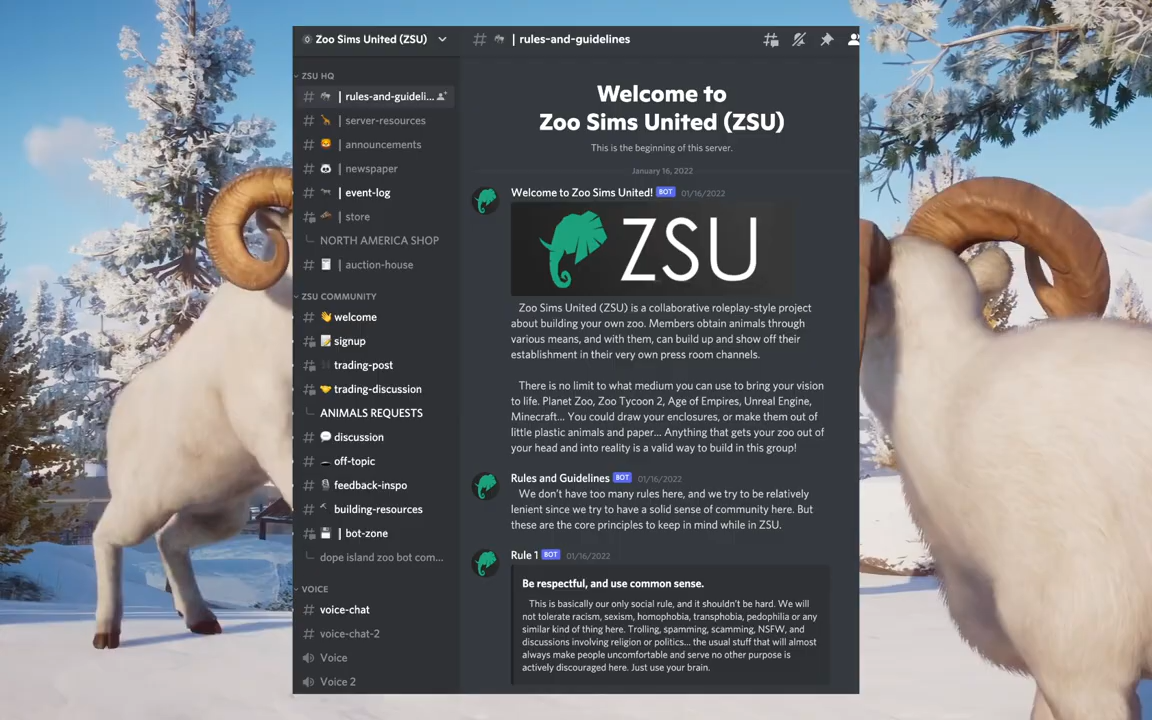 Zoo Sims United (ZSU)
ZSU HQ
| rules-and-guideli...
| server-resources
| announcements
| newspaper
| event-log
| store
NORTH AMERICA SHOP
| auction-house
ZSU COMMUNITY
welcome
signup
trading-post
trading-discussion
ANIMALS REQUESTS
discussion
off-topic
feedback-inspo
building-resources
| bot-zone
dope island zoo bot com...
VOICE
voice-chat
voice-chat-2
Voice
Voice 2
| rules-and-guidelines
Welcome to
Zoo Sims United (ZSU)
This is the beginning of this server.
January 16, 2022
Welcome to Zoo Sims United! BOT 01/16/2022
ZSU
Zoo Sims United (ZSU) is a collaborative roleplay-style project
about building your own zoo. Members obtain animals through
various means, and with them, can build up and show off their
establishment in their very own press room channels.
There is no limit to what medium you can use to bring your vision
to life. Planet Zoo, Zoo Tycoon 2, Age of Empires, Unreal Engine,
Minecraft... You could draw your enclosures, or make them out of
little plastic animals and paper... Anything that gets your zoo out of
your head and into reality is a valid way to build in this group!
Rules and Guidelines BOT 01/16/2022
We don't have too many rules here, and we try to be relatively
lenient since we try to have a solid sense of community here. But
these are the core principles to keep in mind while in ZSU.
Rule 1 BOT 01/16/2022
Be respectful, and use common sense.
This is basically our only social rule, and it shouldn't be hard. We will
not tolerate racism, sexism, homophobia, transphobia, pedophilia or any
similar kind of thing here. Trolling, spamming, scamming, NSFW, and
discussions involving religion or politics... the usual stuff that will almost
always make people uncomfortable and serve no other purpose is
actively discouraged here. Just use your brain.